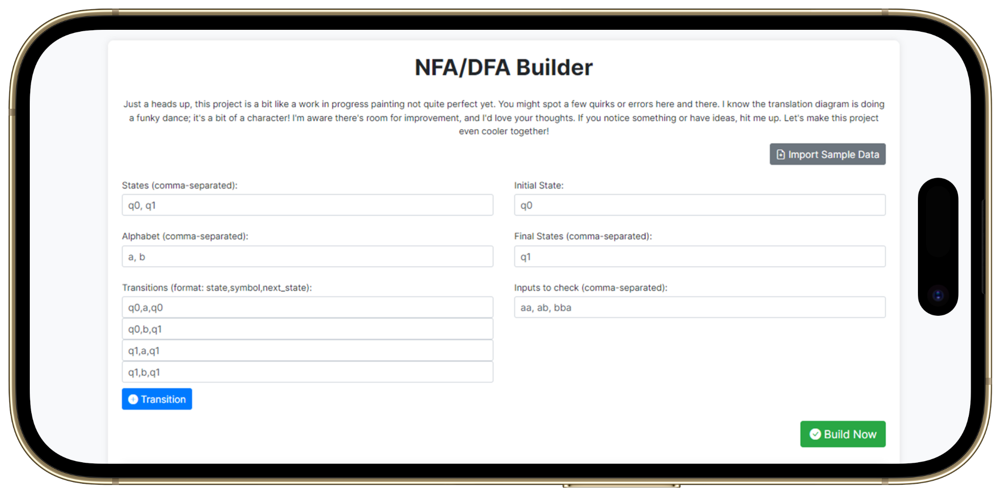 NFA/DFA Builder
Just a heads up, this project is a bit like a work in progress painting not quite perfect yet. You might spot a few quirks or errors here and there. I know the translation diagram is doing
a funky dance; it's a bit of a character! I'm aware there's room for improvement, and I'd love your thoughts. If you notice something or have ideas, hit me up. Let's make this project
even cooler together!
Import Sample Data
States (comma-separated):
q0, q1
Initial State:
q0
Alphabet (comma-separated):
a, b
Final States (comma-separated):
q1
Transitions (format: state,symbol,next_state):
q0,a,q0
q0,b,q1
q1,a,q1
q1,b,q1
Inputs to check (comma-separated):
aa, ab, bba
Transition
Build Now